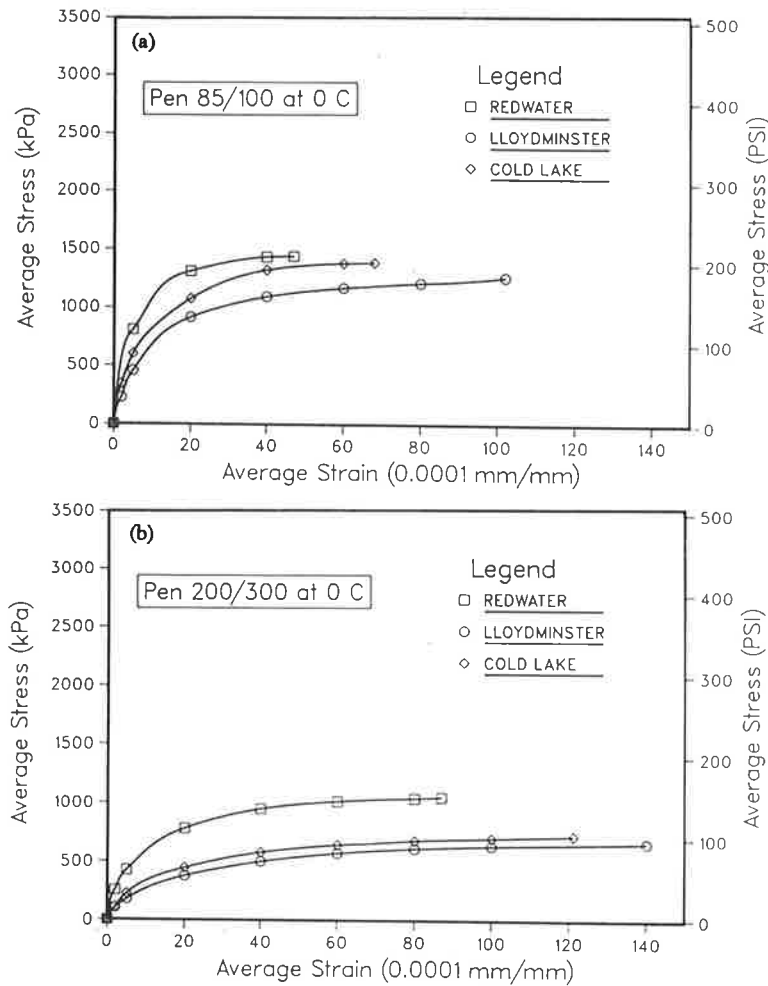 (a)
Pen 85/100 at 0 C
Legend
REDWATER
LLOYDMINSTER
COLD LAKE
Average Stress (kPa)
3500
3000
2500
2000
1500
1000
500
0
Average Stress (PSI)
500
400
300
200
100
0
0 20 40 60 80 100 120 140
Average Strain (0.0001 mm/mm)
(b)
Pen 200/300 at 0 C
Legend
REDWATER
LLOYDMINSTER
COLD LAKE
Average Stress (kPa)
3500
3000
2500
2000
1500
1000
500
0
Average Stress (PSI)
500
400
300
200
100
0
0 20 40 60 80 100 120 140
Average Strain (0.0001 mm/mm)